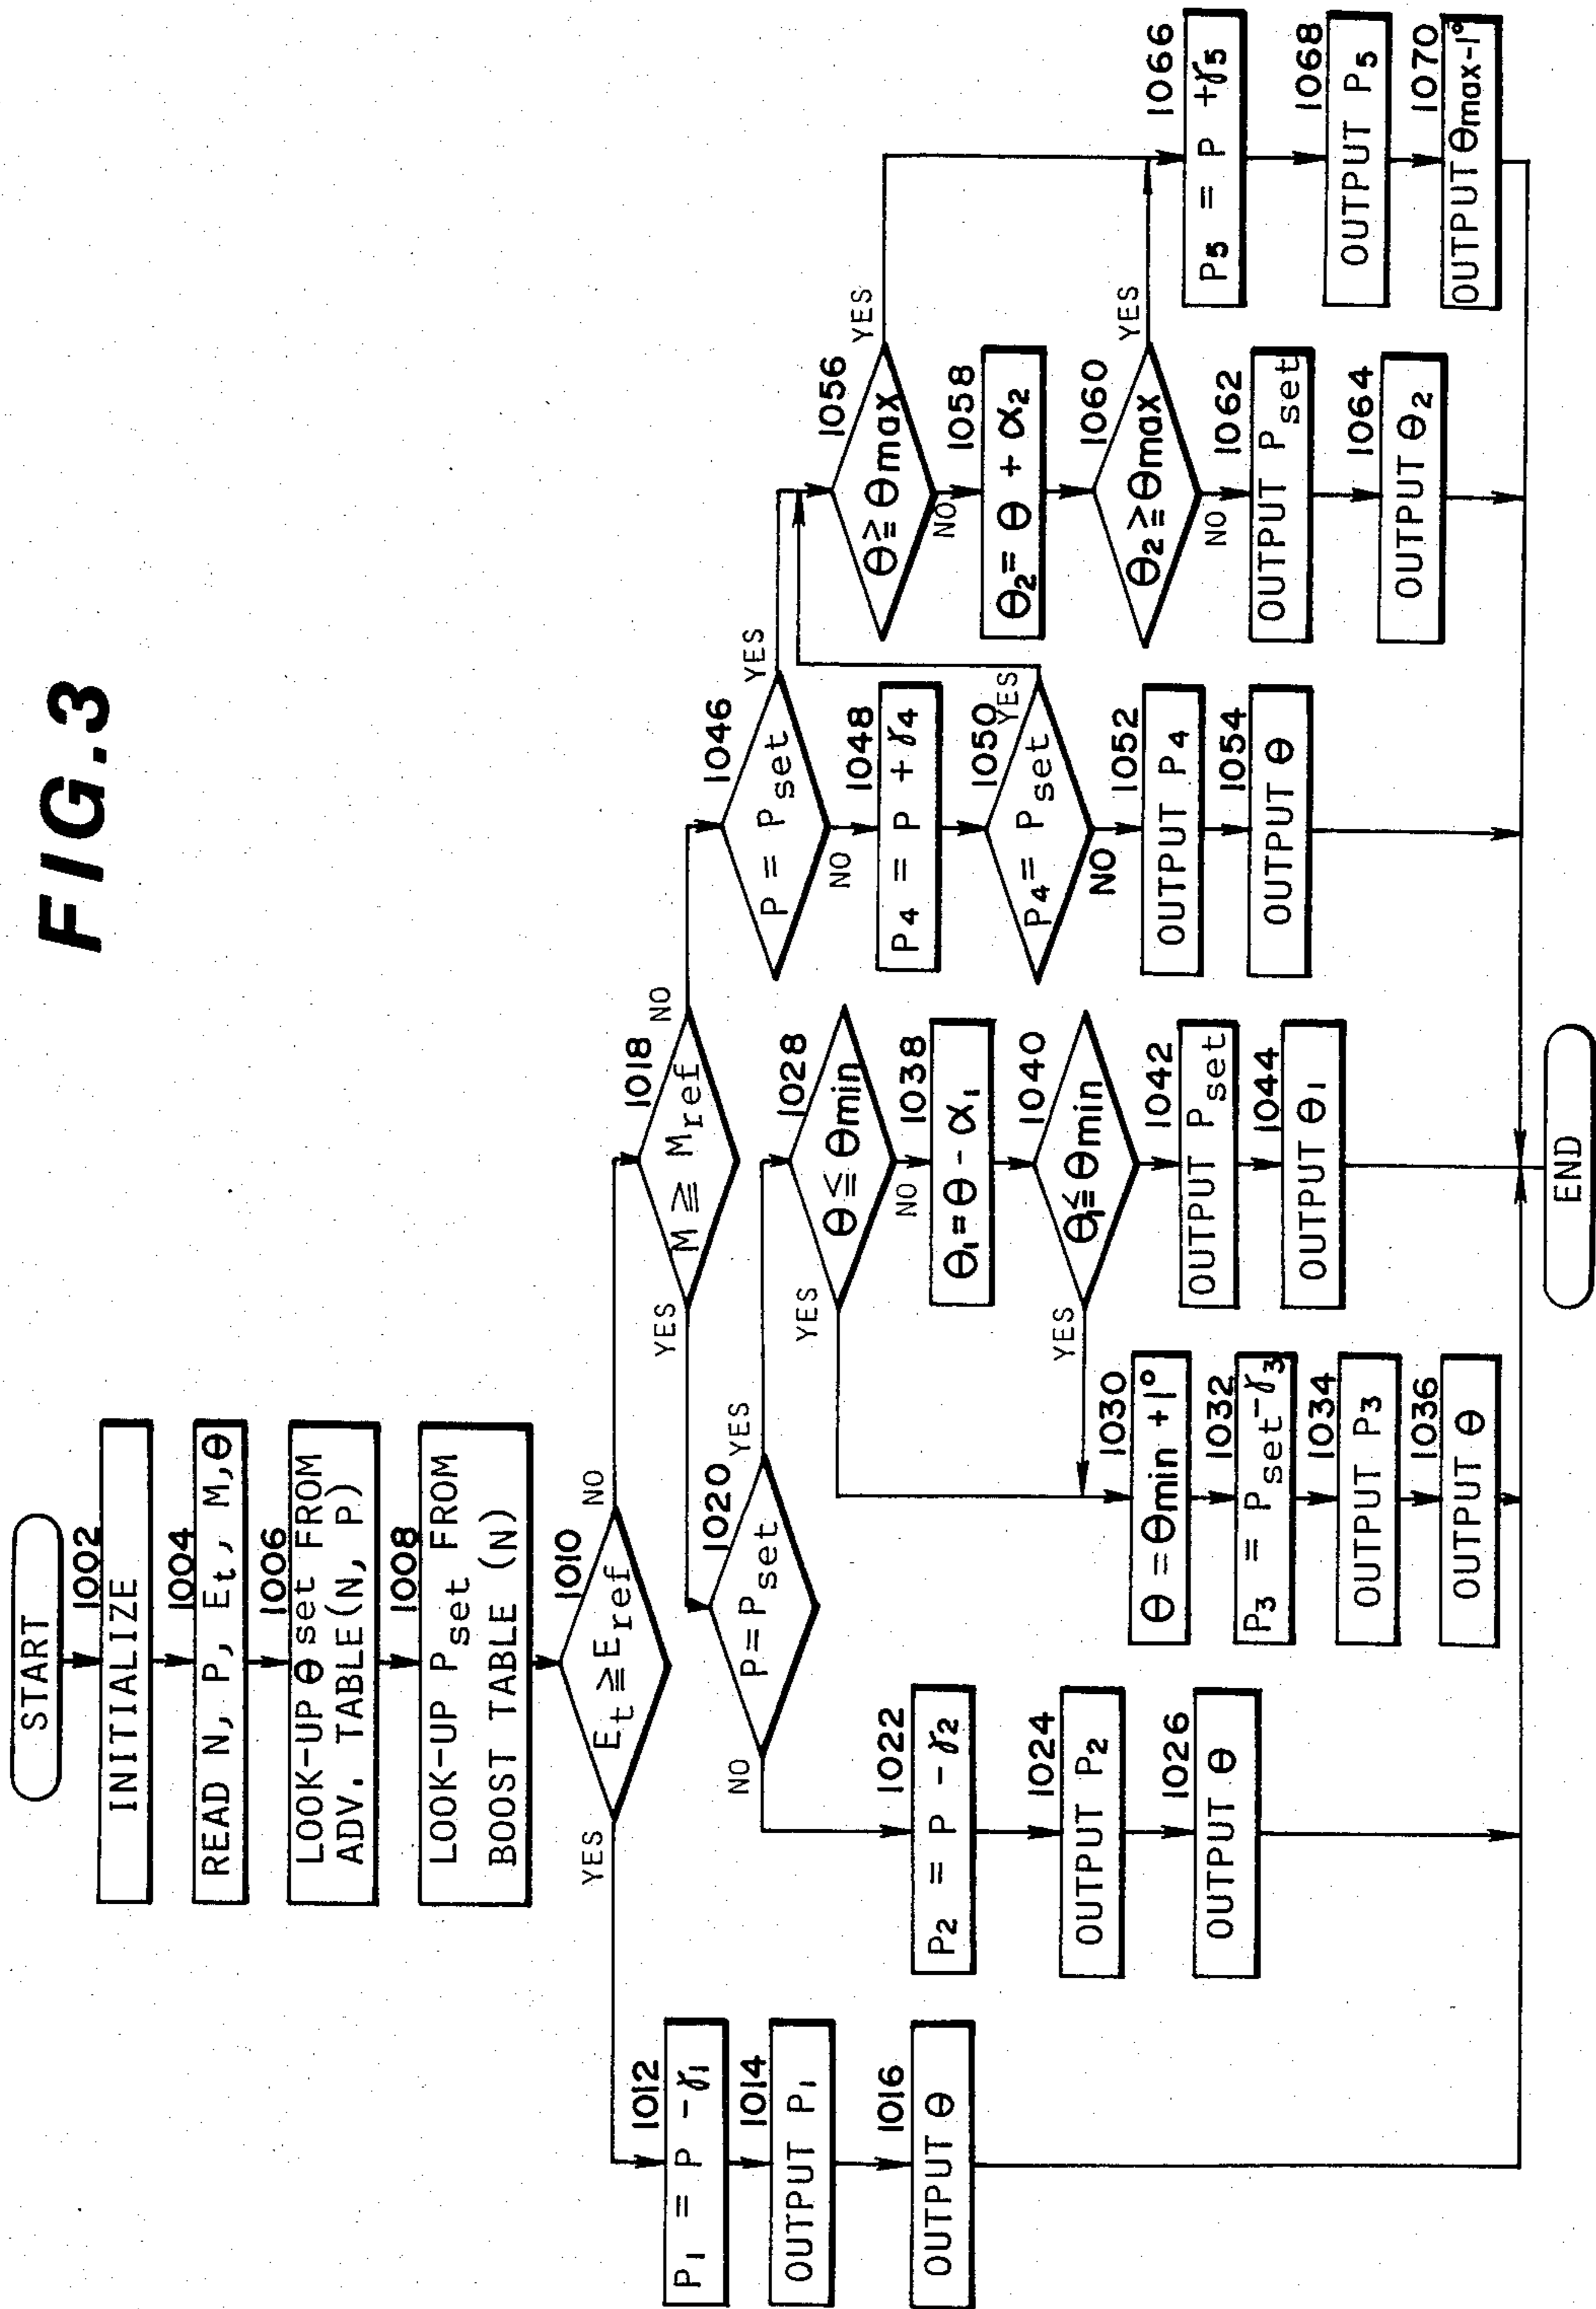 FIG.3
START
1002
INITIALIZE
1004
READ N, P, Et, M,θ
1006
LOOK-UP θset FROM
ADV. TABLE(N, P)
1008
LOOK-UP Pset FROM
BOOST TABLE (N)
1010
Et ≧ Eref
YES
NO
1012
P1 = P - γ1
1014
OUTPUT P1
1016
OUTPUT θ
1018
M ≧ Mref
YES
NO
1020
P=Pset
NO
YES
1022
P2 = P - γ2
1024
OUTPUT P2
1026
OUTPUT θ
1028
θ ≦ θmin
YES
NO
1030
θ = θmin +1°
1032
P3 = Pset-γ3
1034
OUTPUT P3
1036
OUTPUT θ
1038
θ1=θ - α1
1040
θ1≦θmin
YES
1042
OUTPUT Pset
1044
OUTPUT θ1
1046
P = Pset
YES
NO
1048
P4 = P + γ4
1050
P4= Pset
YES
NO
1052
OUTPUT P4
1054
OUTPUT θ
1056
θ≧θmax
YES
NO
1058
θ2= θ + α2
1060
θ2≧θmax
YES
NO
1062
OUTPUT Pset
1064
OUTPUT θ2
1066
P5 = P +γ5
1068
OUTPUT P5
1070
OUTPUT θmax-1°
END